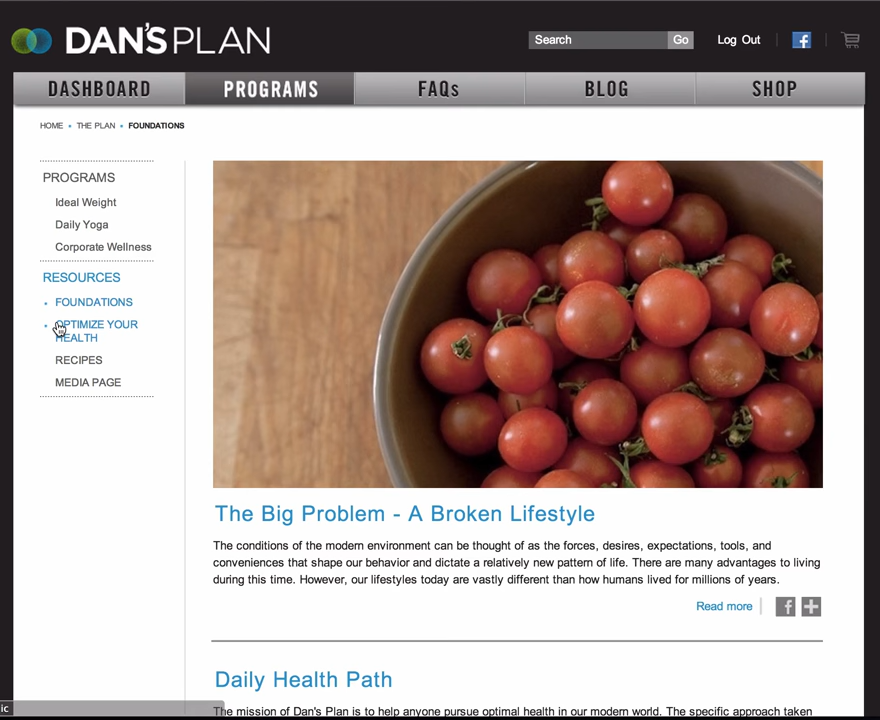 DAN'S PLAN
Search Go Log Out f
DASHBOARD PROGRAMS FAQs BLOG SHOP
HOME • THE PLAN • FOUNDATIONS
PROGRAMS
Ideal Weight
Daily Yoga
Corporate Wellness
RESOURCES
• FOUNDATIONS
• OPTIMIZE YOUR
HEALTH
RECIPES
MEDIA PAGE
The Big Problem - A Broken Lifestyle
The conditions of the modern environment can be thought of as the forces, desires, expectations, tools, and
conveniences that shape our behavior and dictate a relatively new pattern of life. There are many advantages to living
during this time. However, our lifestyles today are vastly different than how humans lived for millions of years.
Read more f +
Daily Health Path
The mission of Dan's Plan is to help anyone pursue optimal health in our modern world. The specific approach taken
ic